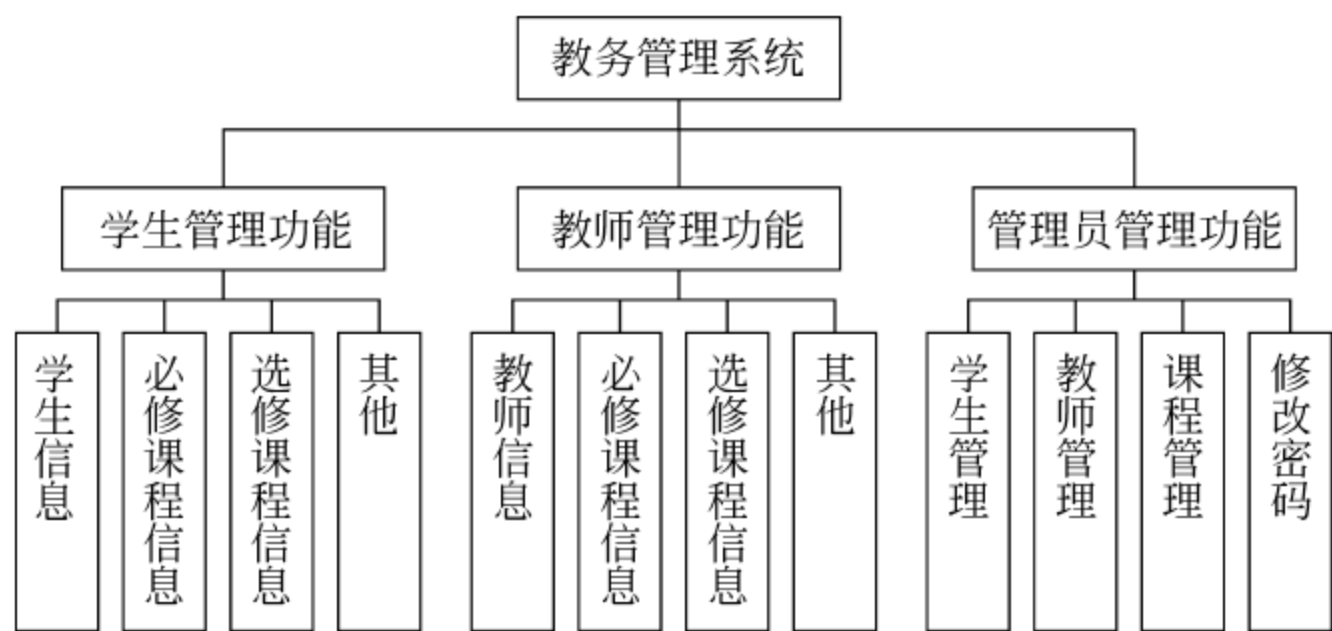 教务管理系统
学生管理功能
教师管理功能
管理员管理功能
学生信息
必修课程信息
选修课程信息
其他
教师信息
必修课程信息
选修课程信息
其他
学生管理
教师管理
课程管理
修改密码